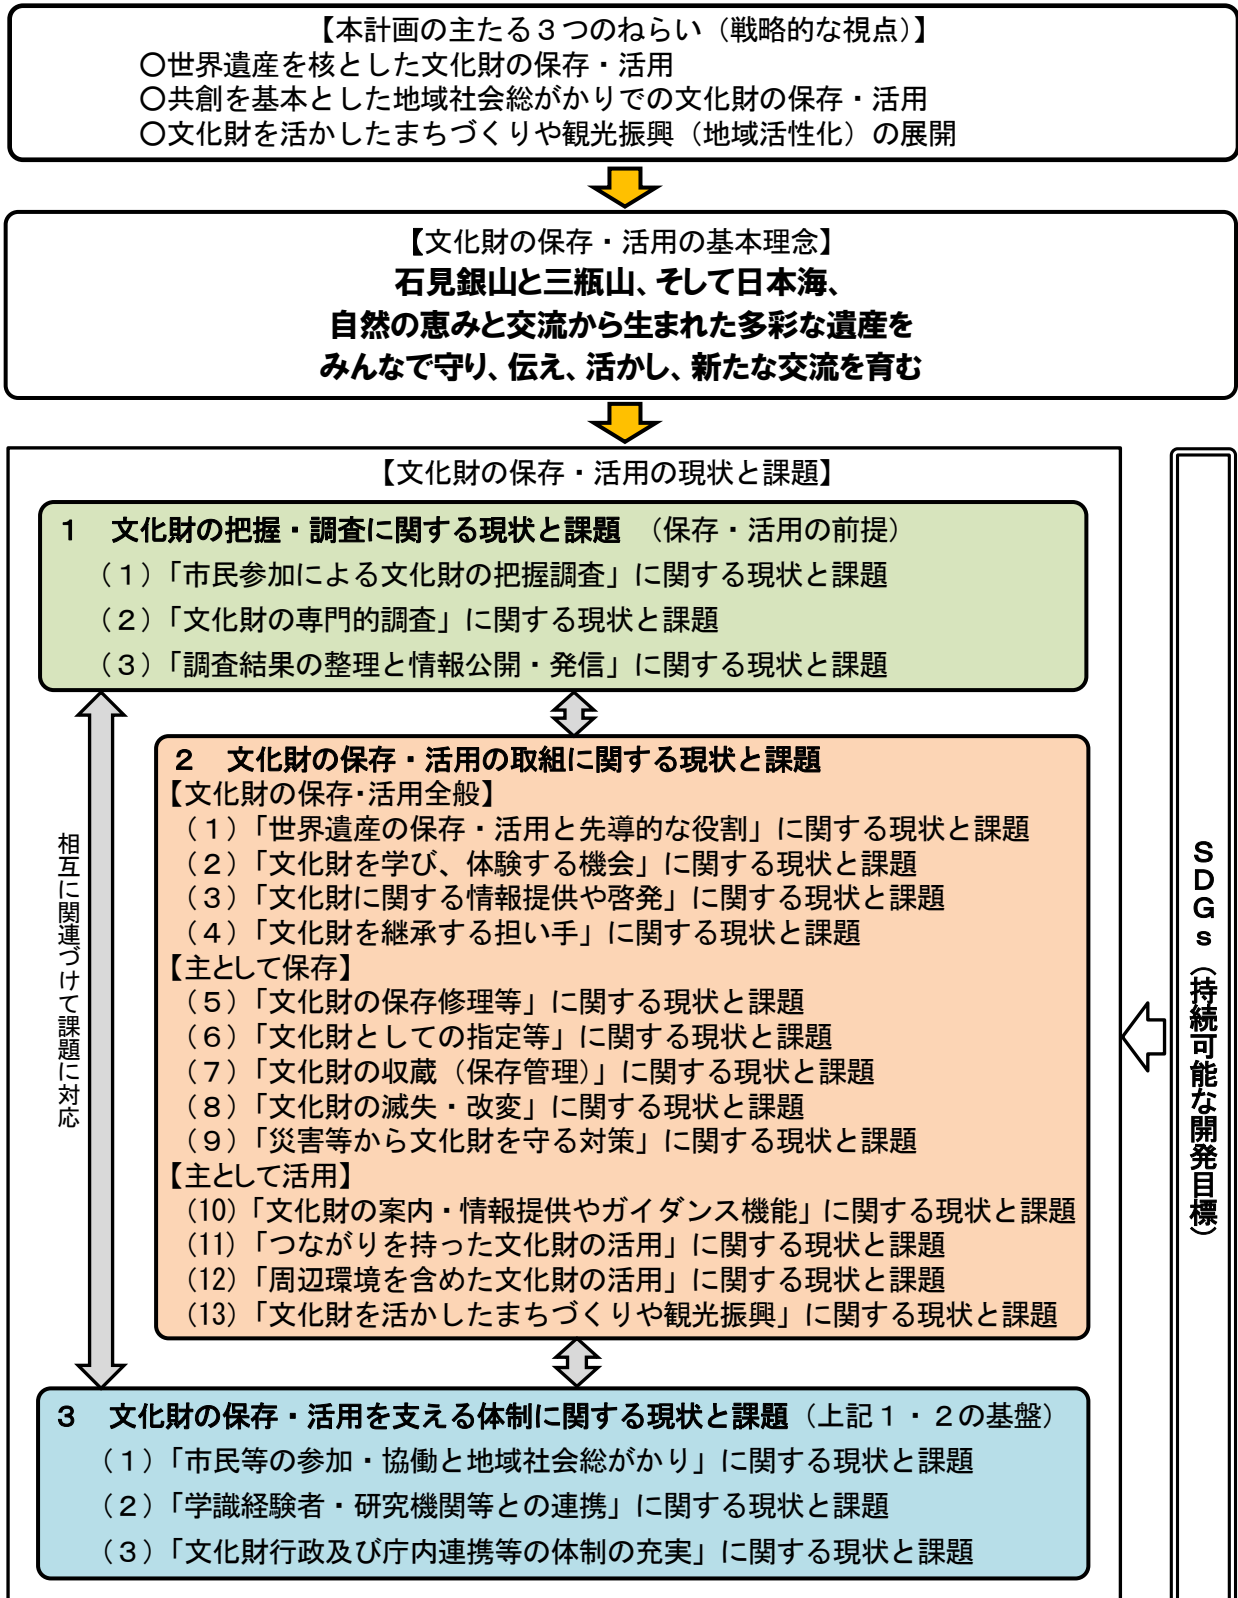 【本計画の主たる３つのねらい（戦略的な視点）】
○世界遺産を核とした文化財の保存・活用
○共創を基本とした地域社会総がかりでの文化財の保存・活用
○文化財を活かしたまちづくりや観光振興（地域活性化）の展開
【文化財の保存・活用の基本理念】
石見銀山と三瓶山、そして日本海、
自然の恵みと交流から生まれた多彩な遺産を
みんなで守り、伝え、活かし、新たな交流を育む
【文化財の保存・活用の現状と課題】
１　文化財の把握・調査に関する現状と課題　（保存・活用の前提）
（１）「市民参加による文化財の把握調査」に関する現状と課題
（２）「文化財の専門的調査」に関する現状と課題
（３）「調査結果の整理と情報公開・発信」に関する現状と課題
相互に関連づけて課題に対応
２　文化財の保存・活用の取組に関する現状と課題
【文化財の保存・活用全般】
（１）「世界遺産の保存・活用と先導的な役割」に関する現状と課題
（２）「文化財を学び、体験する機会」に関する現状と課題
（３）「文化財に関する情報提供や啓発」に関する現状と課題
（４）「文化財を継承する担い手」に関する現状と課題
【主として保存】
（５）「文化財の保存修理等」に関する現状と課題
（６）「文化財としての指定等」に関する現状と課題
（７）「文化財の収蔵（保存管理）」に関する現状と課題
（８）「文化財の滅失・改変」に関する現状と課題
（９）「災害等から文化財を守る対策」に関する現状と課題
【主として活用】
(10)「文化財の案内・情報提供やガイダンス機能」に関する現状と課題
(11)「つながりを持った文化財の活用」に関する現状と課題
(12)「周辺環境を含めた文化財の活用」に関する現状と課題
(13)「文化財を活かしたまちづくりや観光振興」に関する現状と課題
３　文化財の保存・活用を支える体制に関する現状と課題（上記１・２の基盤）
（１）「市民等の参加・協働と地域社会総がかり」に関する現状と課題
（２）「学識経験者・研究機関等との連携」に関する現状と課題
（３）「文化財行政及び庁内連携等の体制の充実」に関する現状と課題
ＳＤＧｓ（持続可能な開発目標）